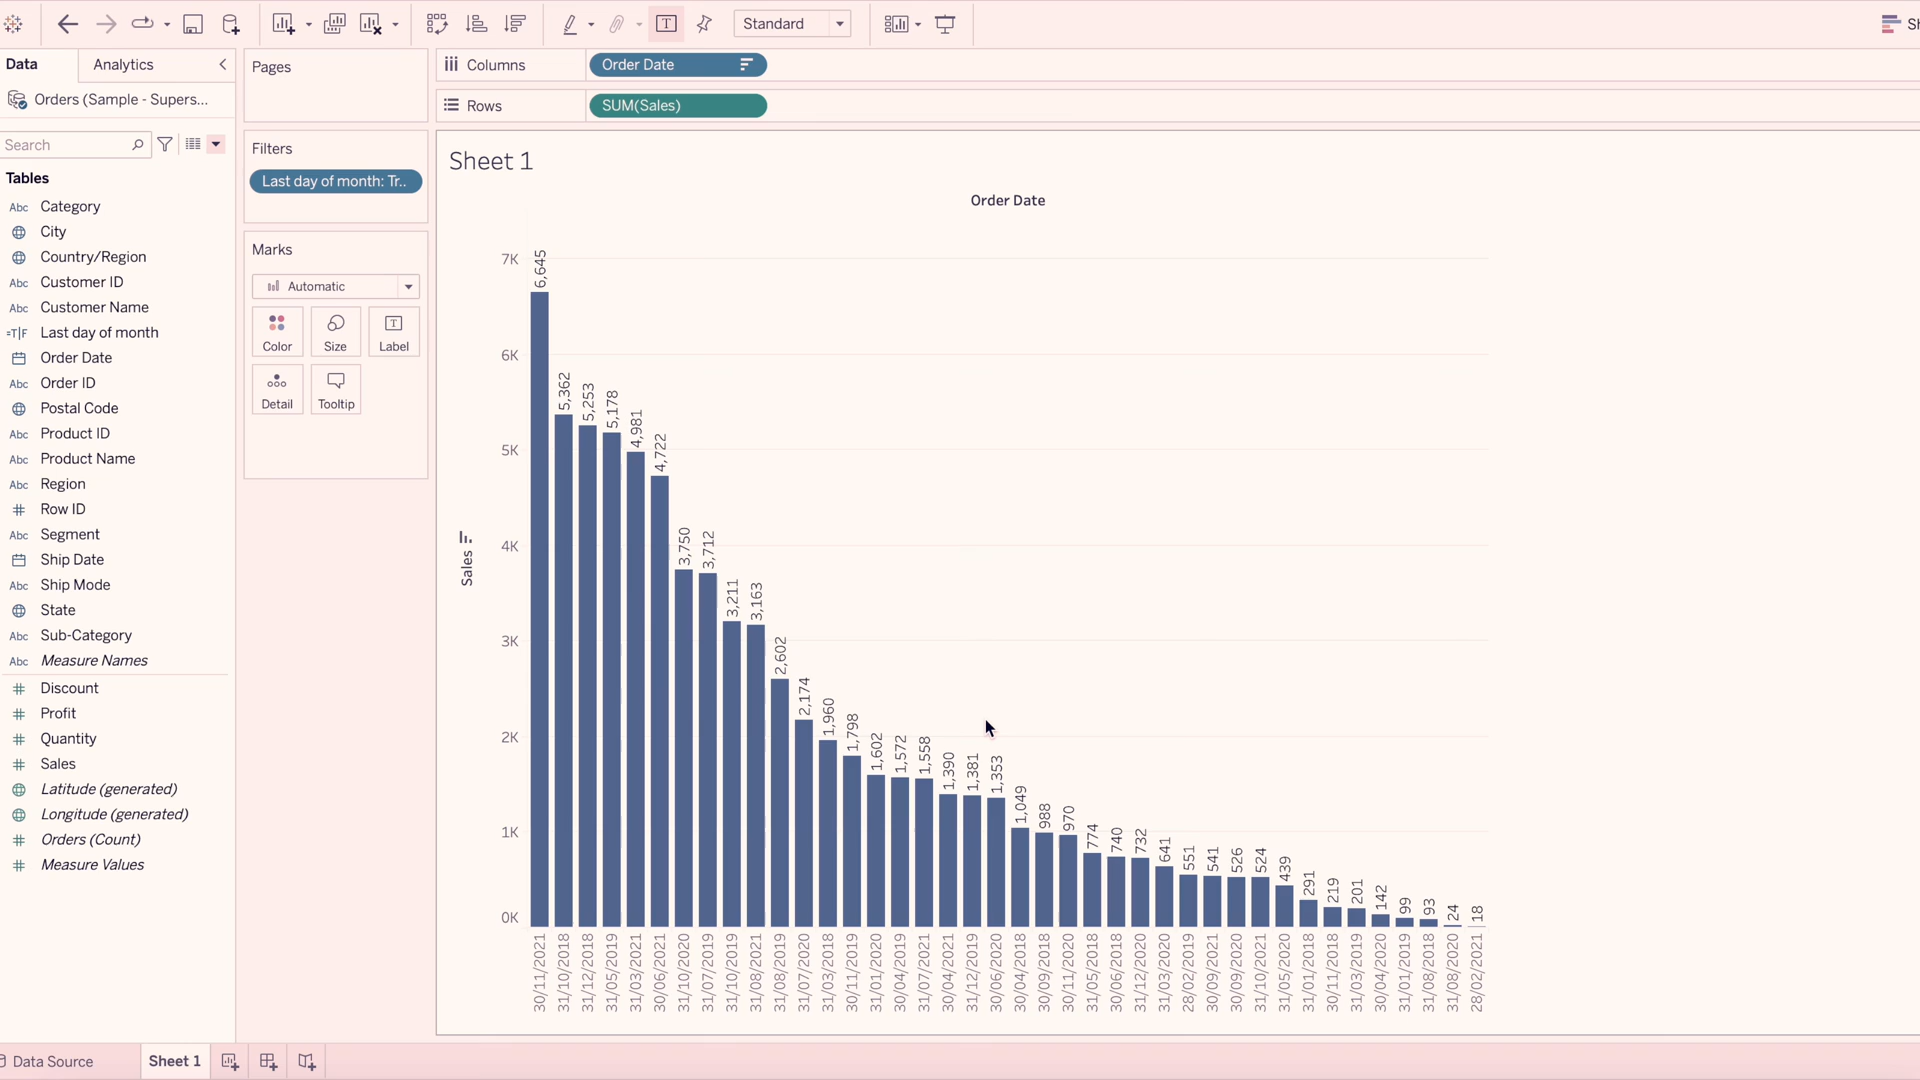 Standard
Sh
Data
Analytics
Orders (Sample - Supers...
Search
Tables
Abc Category
City
Country/Region
Abc Customer ID
Abc Customer Name
=T|F Last day of month
Order Date
Abc Order ID
Postal Code
Abc Product ID
Abc Product Name
Abc Region
# Row ID
Abc Segment
Ship Date
Abc Ship Mode
State
Abc Sub-Category
Abc Measure Names
# Discount
# Profit
# Quantity
# Sales
Latitude (generated)
Longitude (generated)
# Orders (Count)
# Measure Values
Pages
Filters
Last day of month: Tr..
Marks
Automatic
Color
Size
T
Label
Detail
Tooltip
Columns
Order Date
Rows
SUM(Sales)
Sheet 1
Order Date
Sales
7K
6K
5K
4K
3K
2K
1K
0K
6,645
5,362
5,253
5,178
4,981
4,722
3,750
3,712
3,211
3,163
2,602
2,174
1,960
1,798
1,602
1,572
1,558
1,390
1,381
1,353
1,049
988
970
774
740
732
641
551
541
526
524
439
291
219
201
142
99
93
24
18
30/11/2021
31/10/2018
31/12/2018
31/05/2019
31/03/2021
30/06/2021
31/10/2020
31/07/2019
31/10/2019
31/08/2021
31/08/2019
31/07/2020
31/03/2018
30/11/2019
31/01/2020
30/04/2019
31/07/2021
30/04/2021
31/12/2019
30/06/2020
30/04/2018
30/09/2018
30/11/2020
31/05/2018
30/06/2018
31/12/2020
31/03/2020
28/02/2019
30/09/2021
30/09/2020
31/10/2021
31/05/2020
31/01/2018
30/11/2018
31/03/2019
30/04/2020
31/01/2019
31/08/2018
31/08/2020
28/02/2021
Data Source
Sheet 1